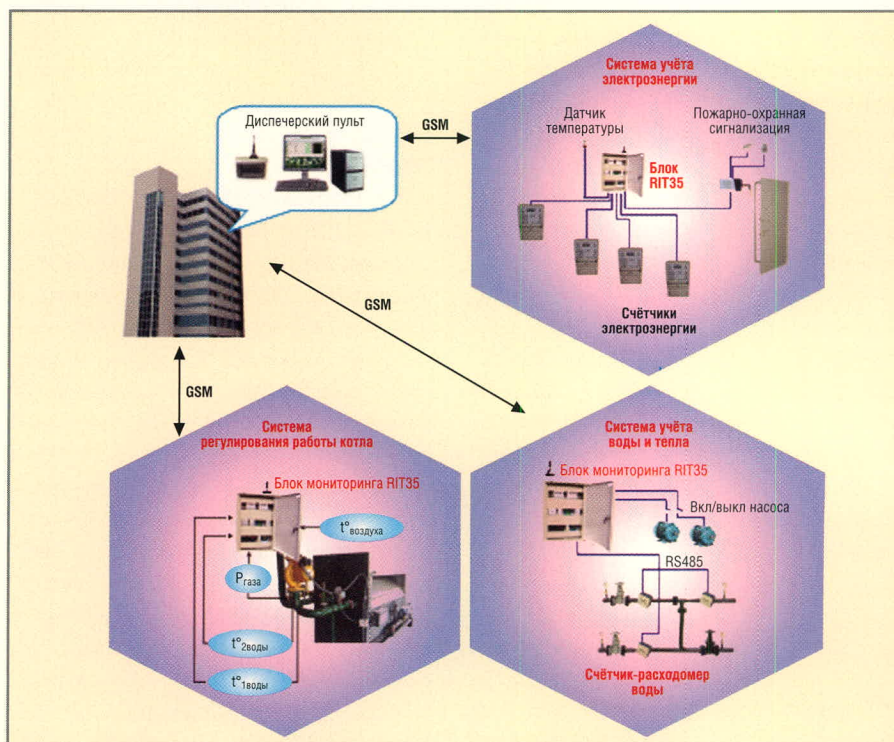 Система учёта
электроэнергии
Диспечерский пульт
GSM
Датчик
температуры
Пожарно-охранная
сигнализация
Блок
RIT35
Счётчики
электроэнергии
GSM
GSM
Система
регулирования работы котла
Блок мониторинга RIT35
t° воздуха
Pгаза
t°2воды
t°1воды
Система учёта
воды и тепла
Блок мониторинга RIT35
Вкл/выкл насоса
RS485
Счётчик-расходомер
воды